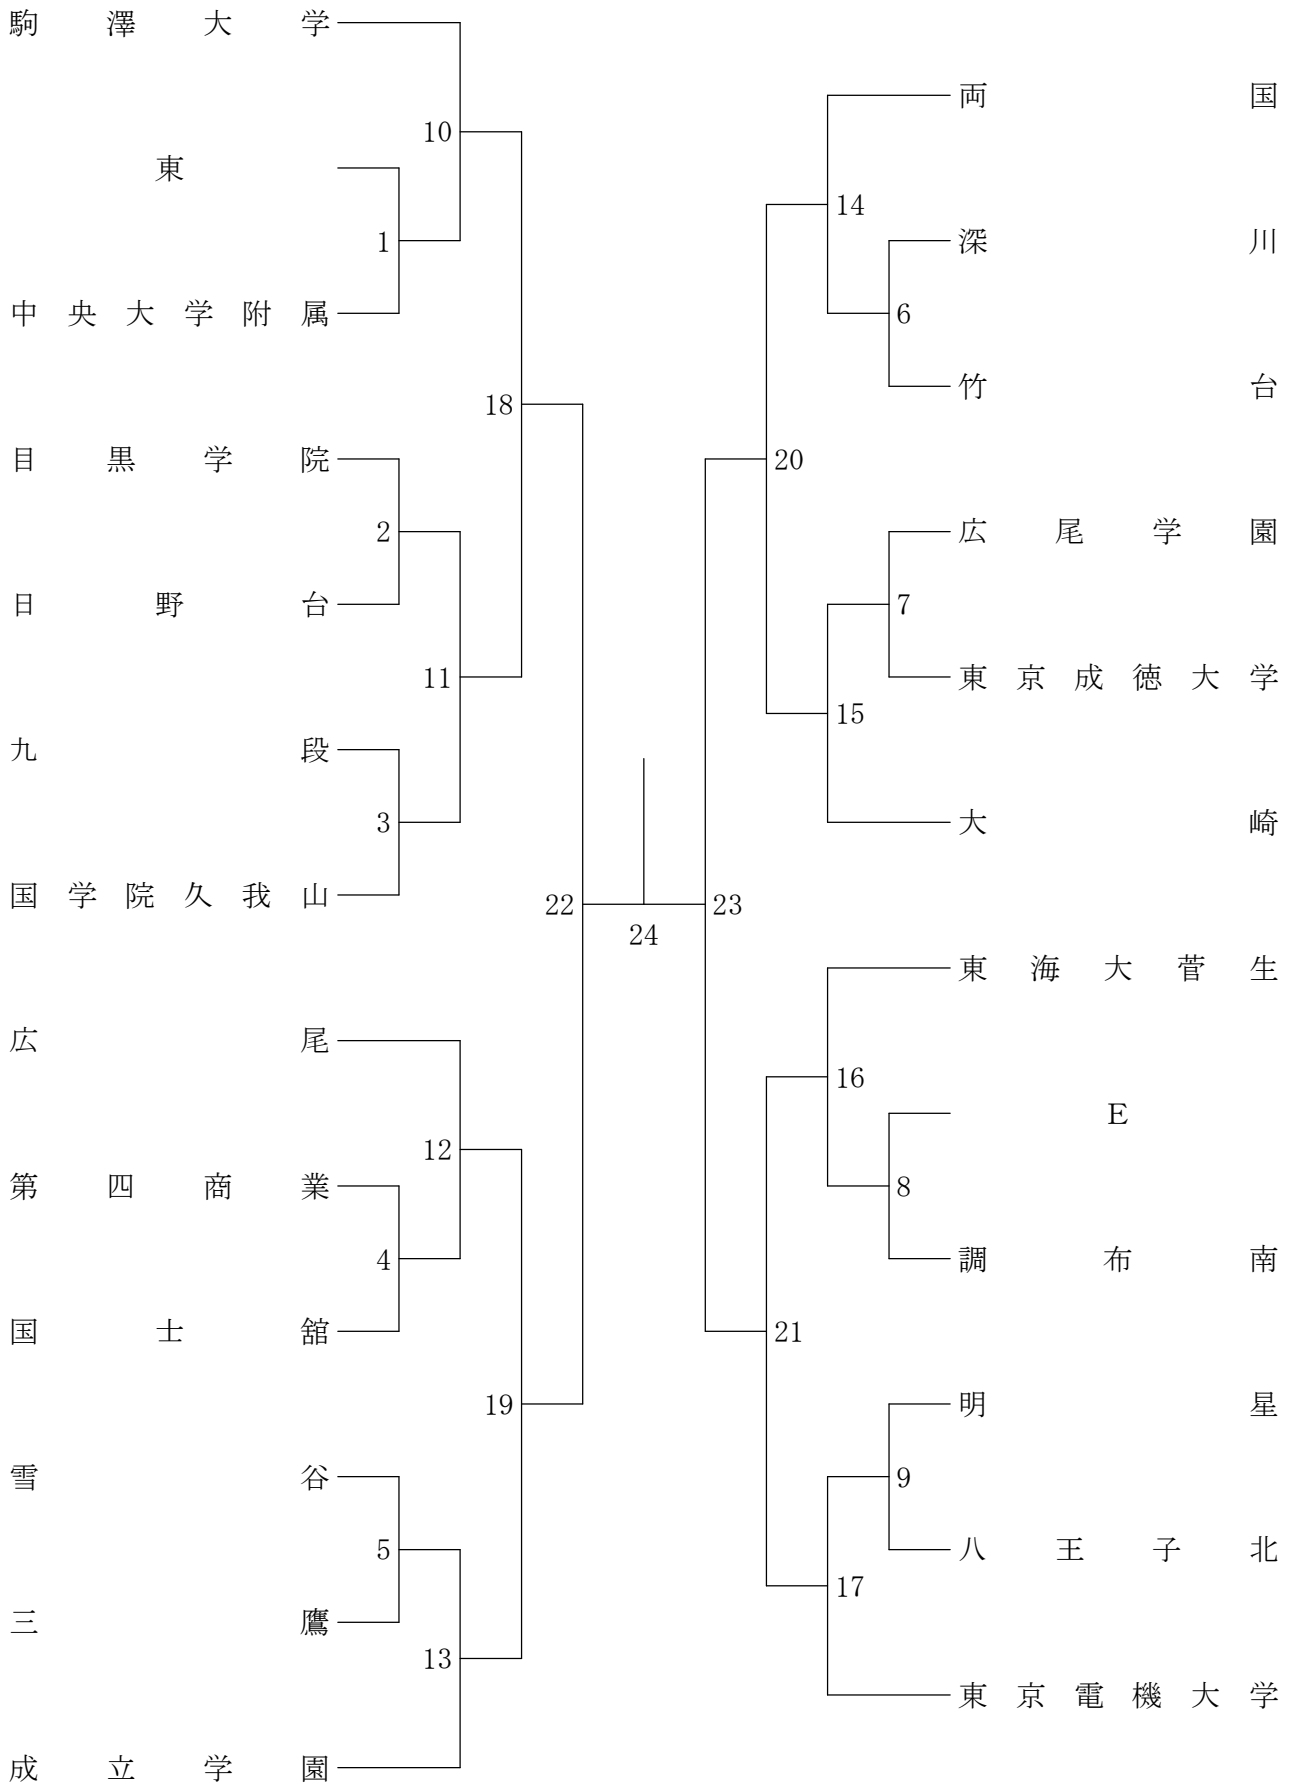 駒澤大学
東
中央大学附属
目黒学院
日野台
九段
国学院久我山
広尾
第四商業
国士舘
雪谷
三鷹
成立学園
1
2
3
4
5
10
11
12
13
18
19
22
24
23
20
21
14
15
16
17
6
7
8
9
両国
深川
竹台
広尾学園
東京成徳大学
大崎
東海大菅生
E
調布南
明星
八王子北
東京電機大学